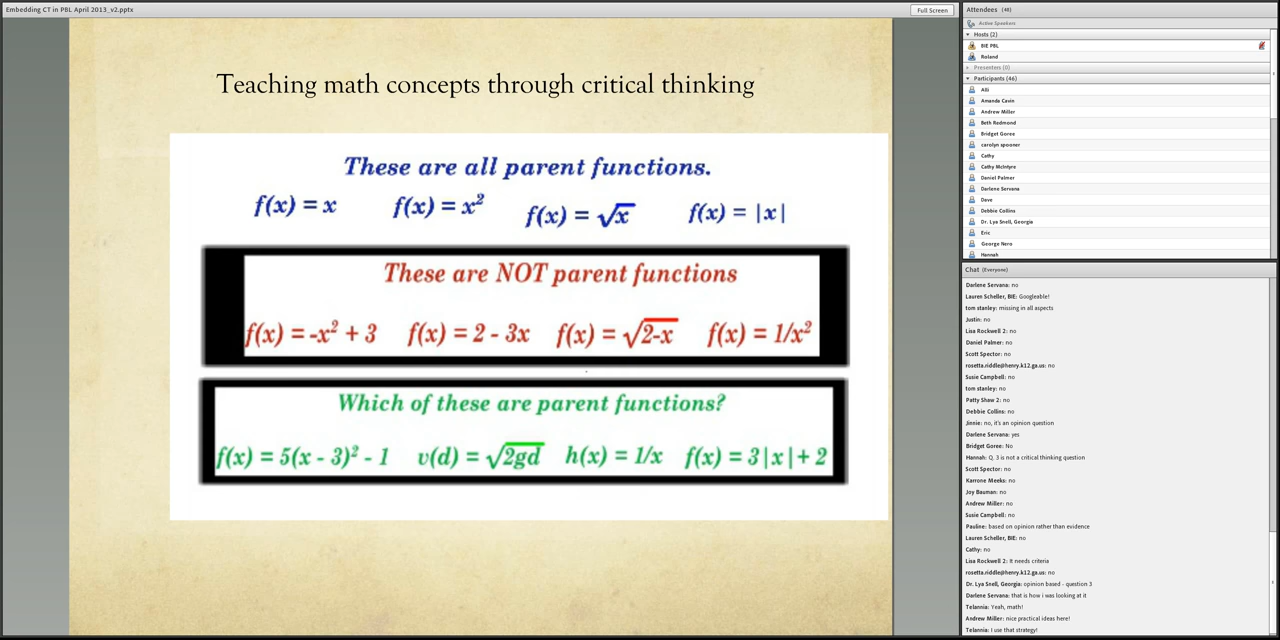 Embedding CT in PBL April 2013_v2.pptx
Full Screen
Teaching math concepts through critical thinking
These are all parent functions.
f(x) = x f(x) = x² f(x) = √x f(x) = |x|
These are NOT parent functions
f(x) = -x² + 3 f(x) = 2 - 3x f(x) = √2-x f(x) = 1/x²
Which of these are parent functions?
f(x) = 5(x - 3)² - 1 v(d) = √2gd h(x) = 1/x f(x) = 3|x| + 2
Attendees (48)
Active Speakers
Hosts (2)
BIE PBL
Roland
Presenters (0)
Participants (46)
Alli
Amanda Cavin
Andrew Miller
Beth Redmond
Bridget Goree
carolyn spooner
Cathy
Cathy McIntyre
Daniel Palmer
Darlene Servana
Dave
Debbie Collins
Dr. Lya Snell, Georgia
Eric
George Nero
Hannah
Chat (Everyone)
Darlene Servana: no
Lauren Scheller, BIE: Googleable!
tom stanley: missing in all aspects
Justin: no
Lisa Rockwell 2: no
Daniel Palmer: no
Scott Spector: no
rosetta.riddle@henry.k12.ga.us: no
Susie Campbell: no
tom stanley: no
Patty Shaw 2: no
Debbie Collins: no
Jinnie: no, it's an opinion question
Darlene Servana: yes
Bridget Goree: No
Hannah: Q. 3 is not a critical thinking question
Scott Spector: no
Karrone Meeks: no
Joy Bauman: no
Andrew Miller: no
Susie Campbell: no
Pauline: based on opinion rather than evidence
Lauren Scheller, BIE: no
Cathy: no
Lisa Rockwell 2: It needs criteria
rosetta.riddle@henry.k12.ga.us: no
Dr. Lya Snell, Georgia: opinion based - question 3
Darlene Servana: that is how i was looking at it
Telannia: Yeah, math!
Andrew Miller: nice practical ideas here!
Telannia: I use that strategy!